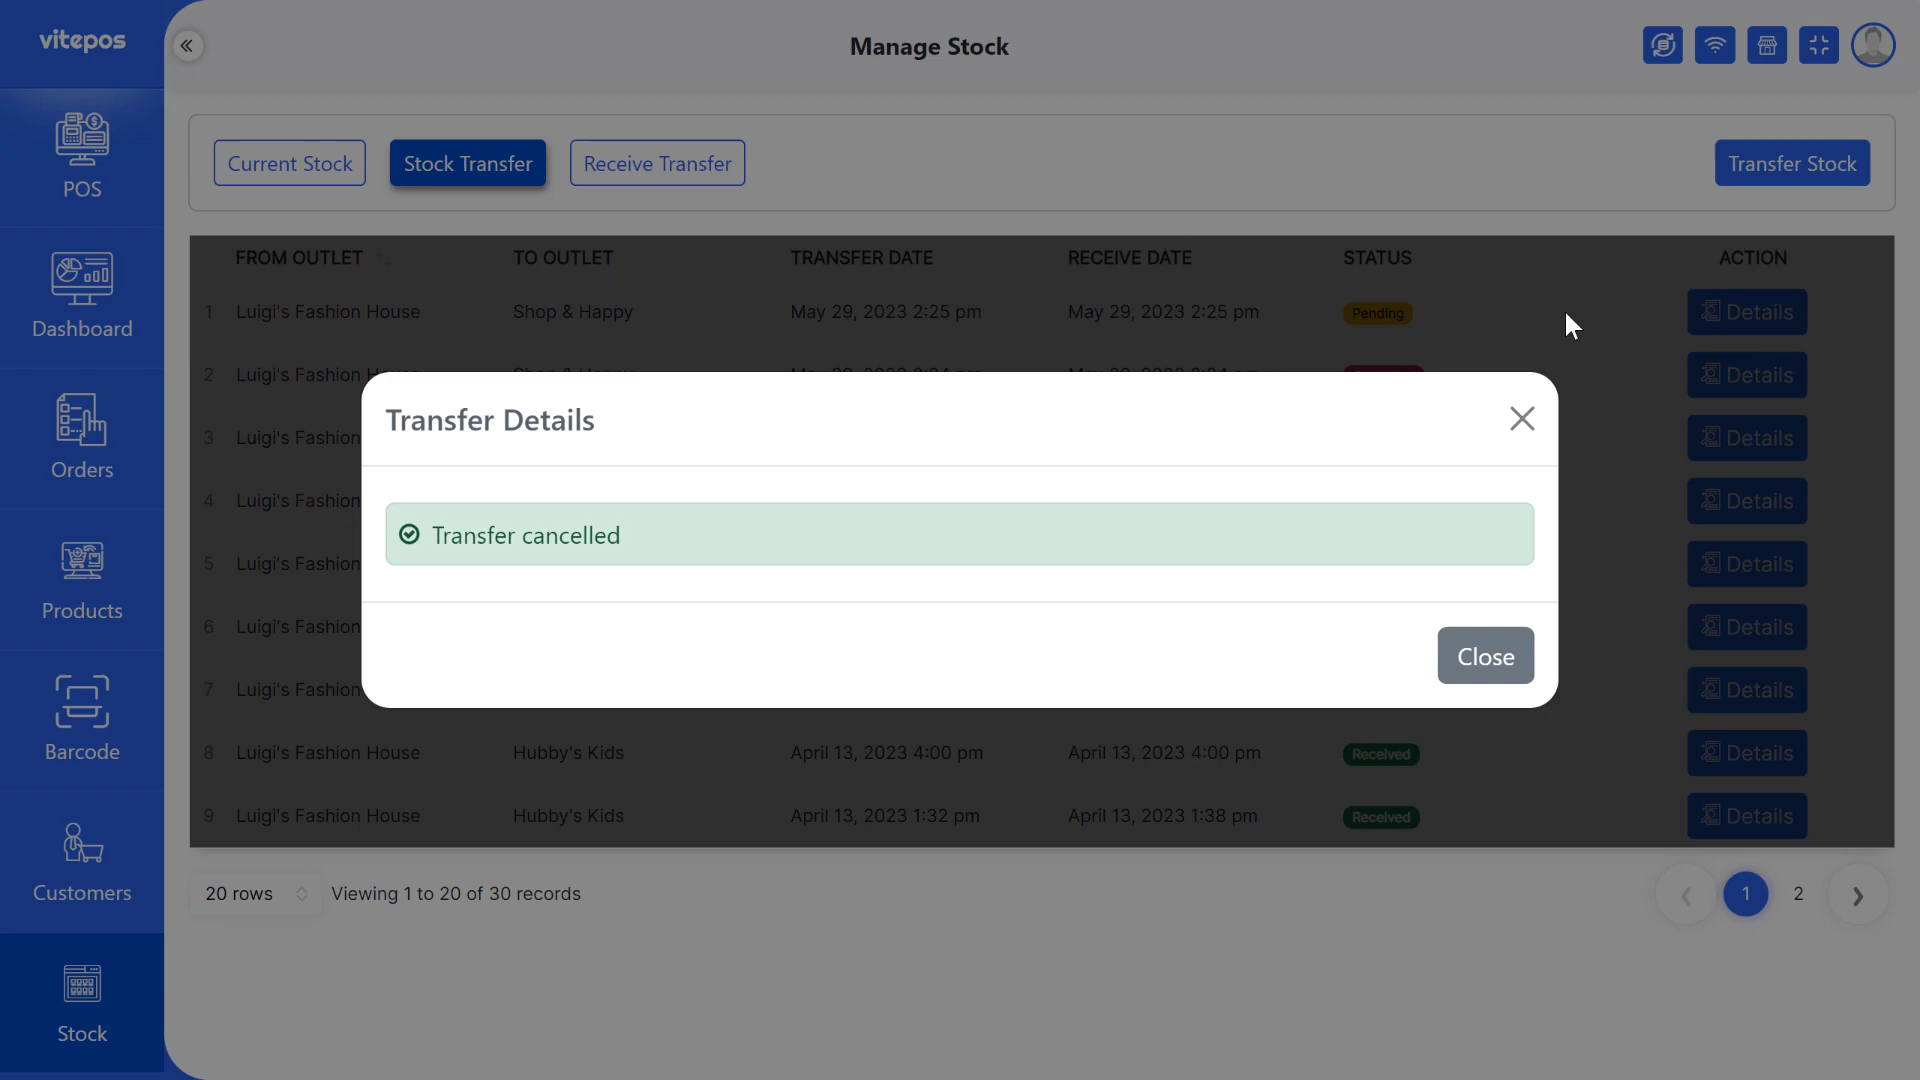 vitepos
Manage Stock
POS
Dashboard
Orders
Products
Barcode
Customers
Stock
Current Stock
Stock Transfer
Receive Transfer
Transfer Stock
FROM OUTLET TO OUTLET TRANSFER DATE RECEIVE DATE STATUS ACTION
1 Luigi's Fashion House Shop & Happy May 29, 2023 2:25 pm May 29, 2023 2:25 pm Pending Details
2 Luigi's Fashion Details
3 Luigi's Fashion Details
4 Luigi's Fashion Details
5 Luigi's Fashion Details
6 Luigi's Fashion Details
7 Luigi's Fashion Details
8 Luigi's Fashion House Hubby's Kids April 13, 2023 4:00 pm April 13, 2023 4:00 pm Received Details
9 Luigi's Fashion House Hubby's Kids April 13, 2023 1:32 pm April 13, 2023 1:38 pm Received Details
Transfer Details
Transfer cancelled
Close
20 rows Viewing 1 to 20 of 30 records
1 2